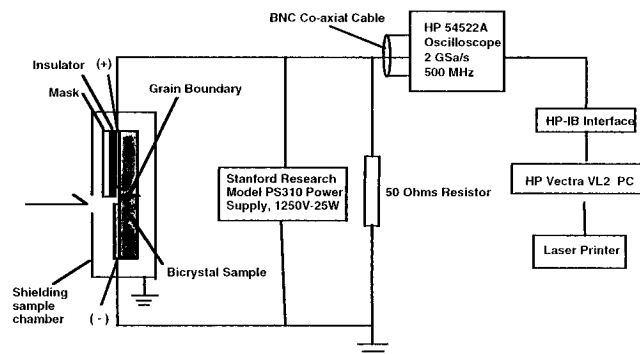 BNC Co-axial Cable
HP 54522A
Oscilloscope
2 GSa/s
500 MHz
Insulator
(+)
Mask
Grain Boundary
HP-IB Interface
Stanford Research
Model PS310 Power
Supply, 1250V-25W
50 Ohms Resistor
HP Vectra VL2 PC
Laser Printer
Bicrystal Sample
Shielding
sample
chamber
(-)